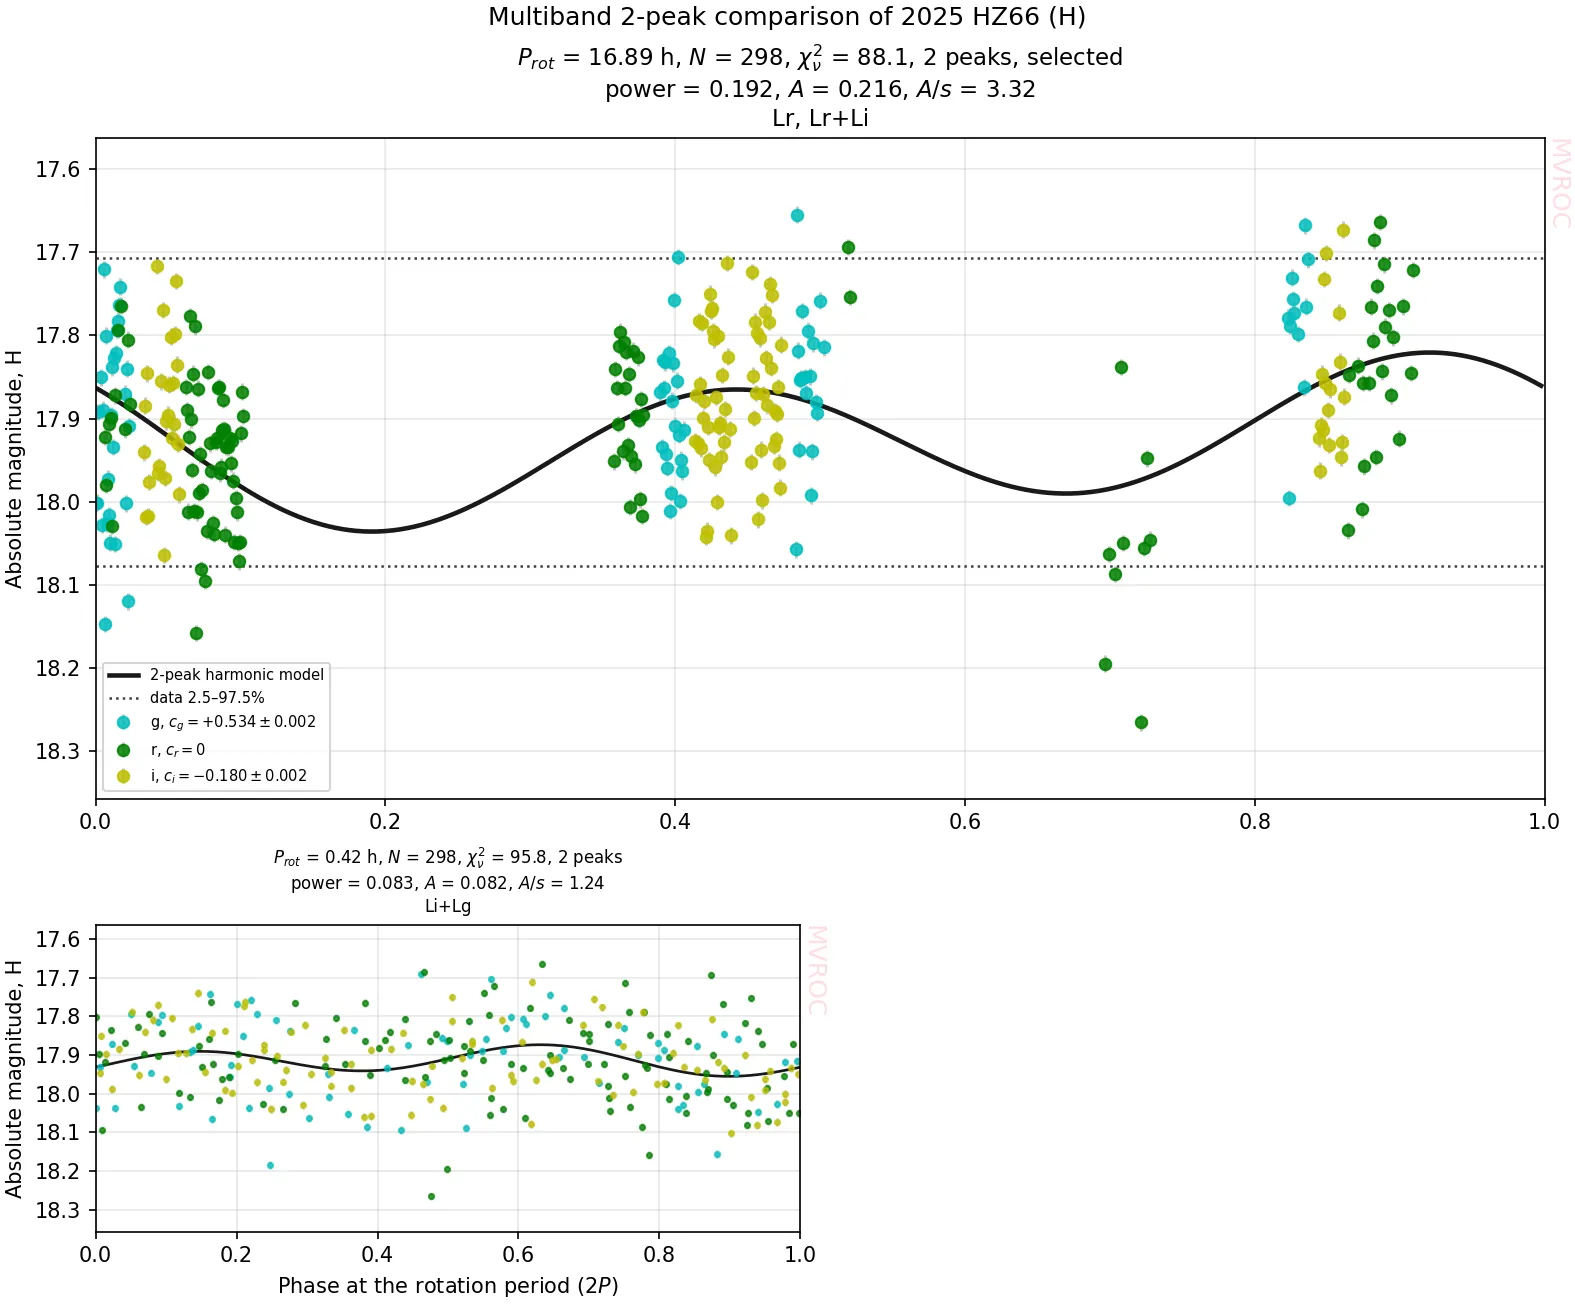 Multiband 2-peak comparison of 2025 HZ66 (H)
P_rot = 16.89 h, N = 298, χ²_ν = 88.1, 2 peaks, selected
power = 0.192, A = 0.216, A/s = 3.32
Lr, Lr+Li
MVROC
Absolute magnitude, H
17.6
17.7
17.8
17.9
18.0
18.1
18.2
18.3
2-peak harmonic model
data 2.5–97.5%
g, c_g = +0.534 ± 0.002
r, c_r = 0
i, c_i = −0.180 ± 0.002
0.0 0.2 0.4 0.6 0.8 1.0
P_rot = 0.42 h, N = 298, χ²_ν = 95.8, 2 peaks
power = 0.083, A = 0.082, A/s = 1.24
Li+Lg
MVROC
Absolute magnitude, H
17.6
17.7
17.8
17.9
18.0
18.1
18.2
18.3
0.0 0.2 0.4 0.6 0.8 1.0
Phase at the rotation period (2P)